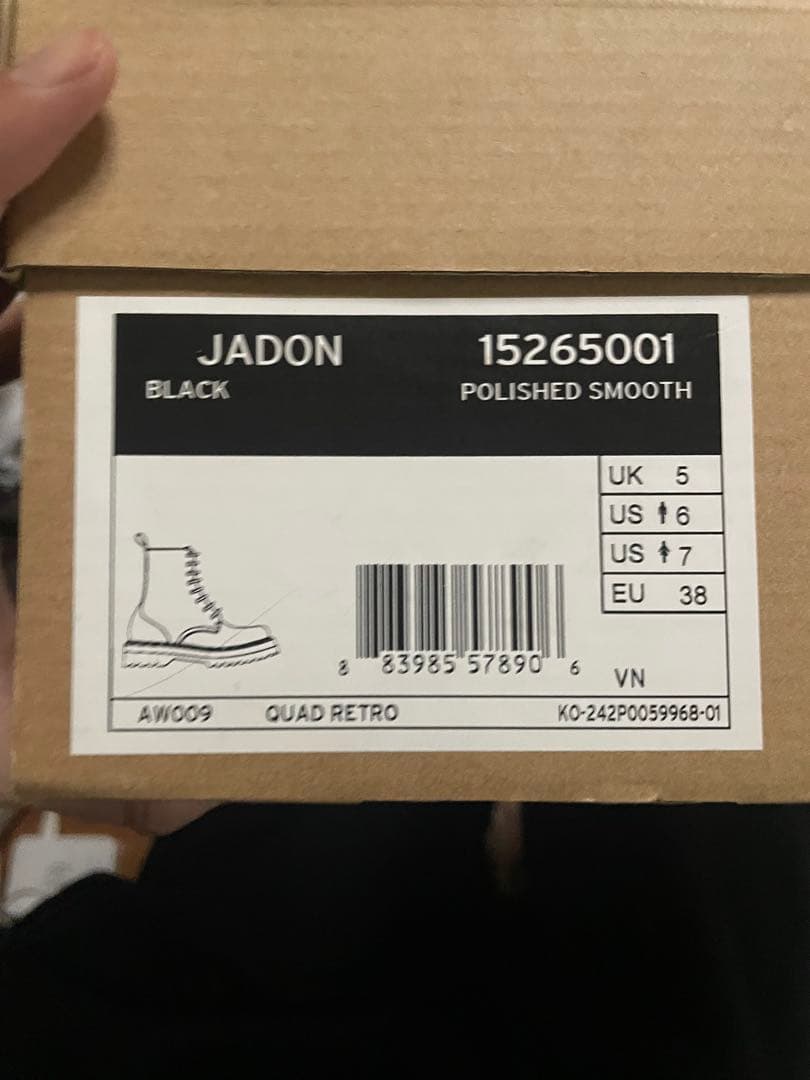 JADON 15265001
BLACK POLISHED SMOOTH
UK 5
US 6
US 7
EU 38
8 83985 57890 6
VN
AW009 QUAD RETRO KO-242P0059968-01